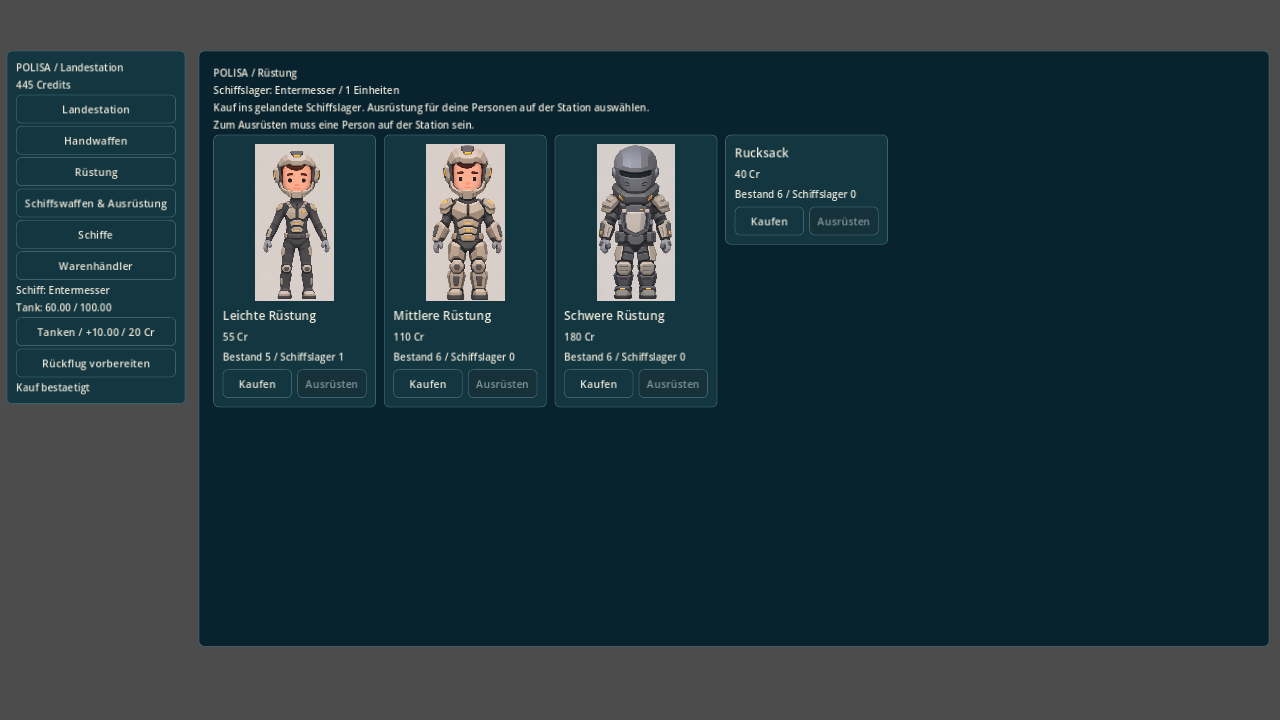 POLISA / Landestation
445 Credits
Landestation
Handwaffen
Rüstung
Schiffswaffen & Ausrüstung
Schiffe
Warenhändler
Schiff: Entermesser
Tank: 60.00 / 100.00
Tanken / +10.00 / 20 Cr
Rückflug vorbereiten
Kauf bestaetigt
POLISA / Rüstung
Schiffslager: Entermesser / 1 Einheiten
Kauf ins gelandete Schiffslager. Ausrüstung für deine Personen auf der Station auswählen.
Zum Ausrüsten muss eine Person auf der Station sein.
Leichte Rüstung
55 Cr
Bestand 5 / Schiffslager 1
Kaufen Ausrüsten
Mittlere Rüstung
110 Cr
Bestand 6 / Schiffslager 0
Kaufen Ausrüsten
Schwere Rüstung
180 Cr
Bestand 6 / Schiffslager 0
Kaufen Ausrüsten
Rucksack
40 Cr
Bestand 6 / Schiffslager 0
Kaufen Ausrüsten